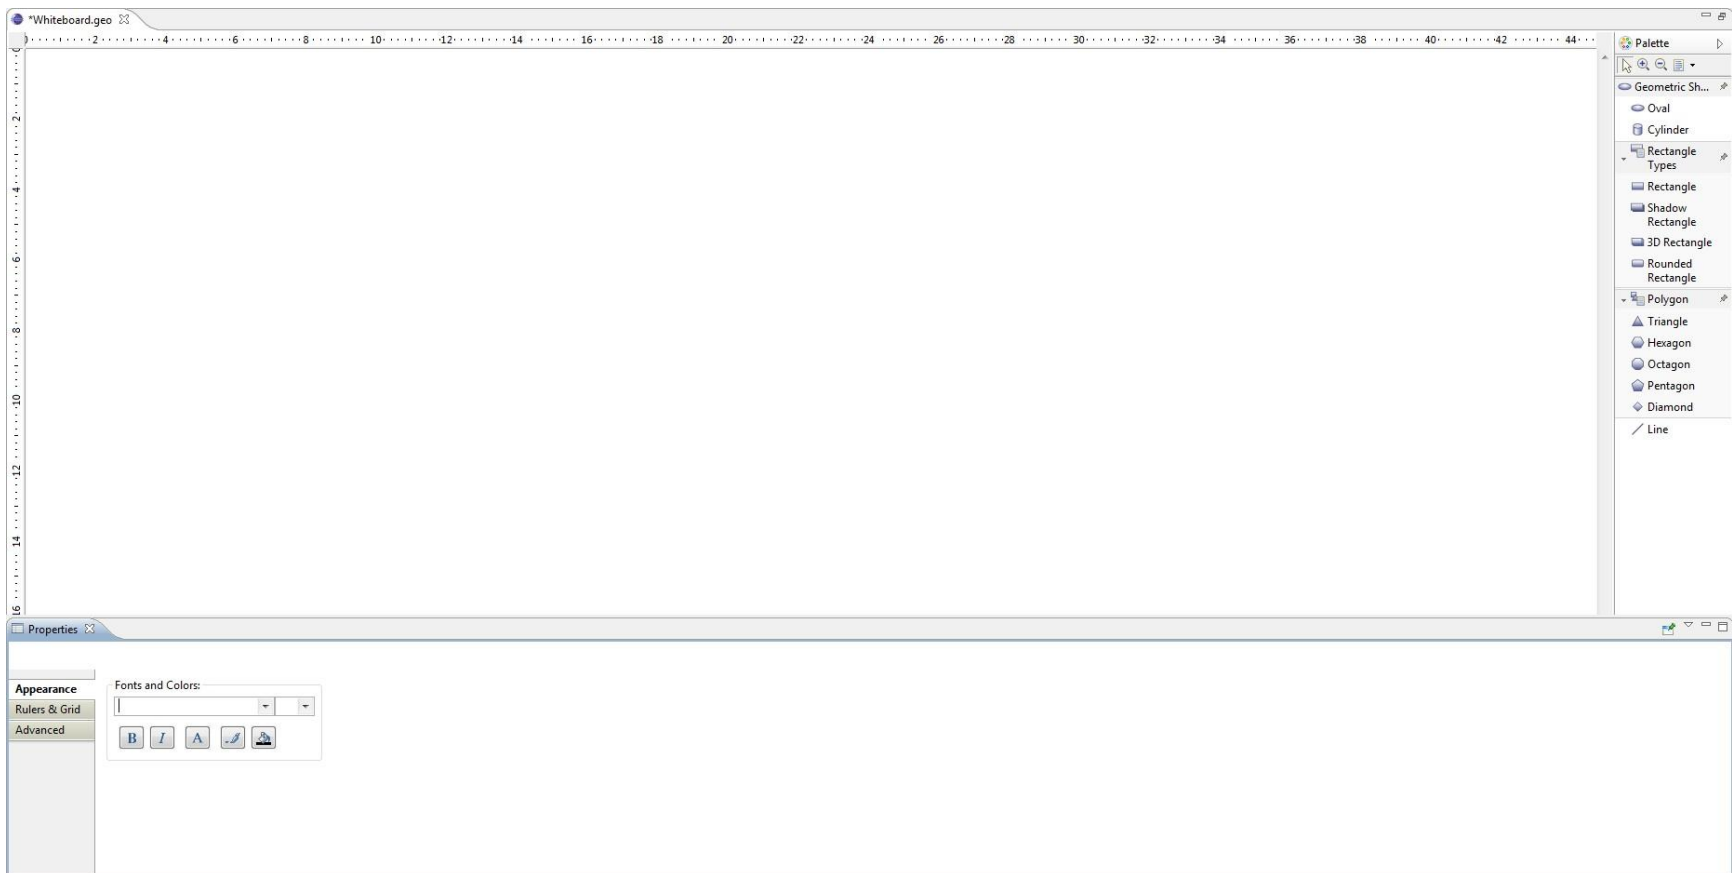 *Whiteboard.geo
0 2 4 6 8 10 12 14 16 18 20 22 24 26 28 30 32 34 36 38 40 42 44
0
2
4
6
8
10
12
14
16
Palette
Geometric Sh...
Oval
Cylinder
Rectangle
Types
Rectangle
Shadow
Rectangle
3D Rectangle
Rounded
Rectangle
Polygon
Triangle
Hexagon
Octagon
Pentagon
Diamond
Line
Properties
Appearance
Rulers & Grid
Advanced
Fonts and Colors:
B I A